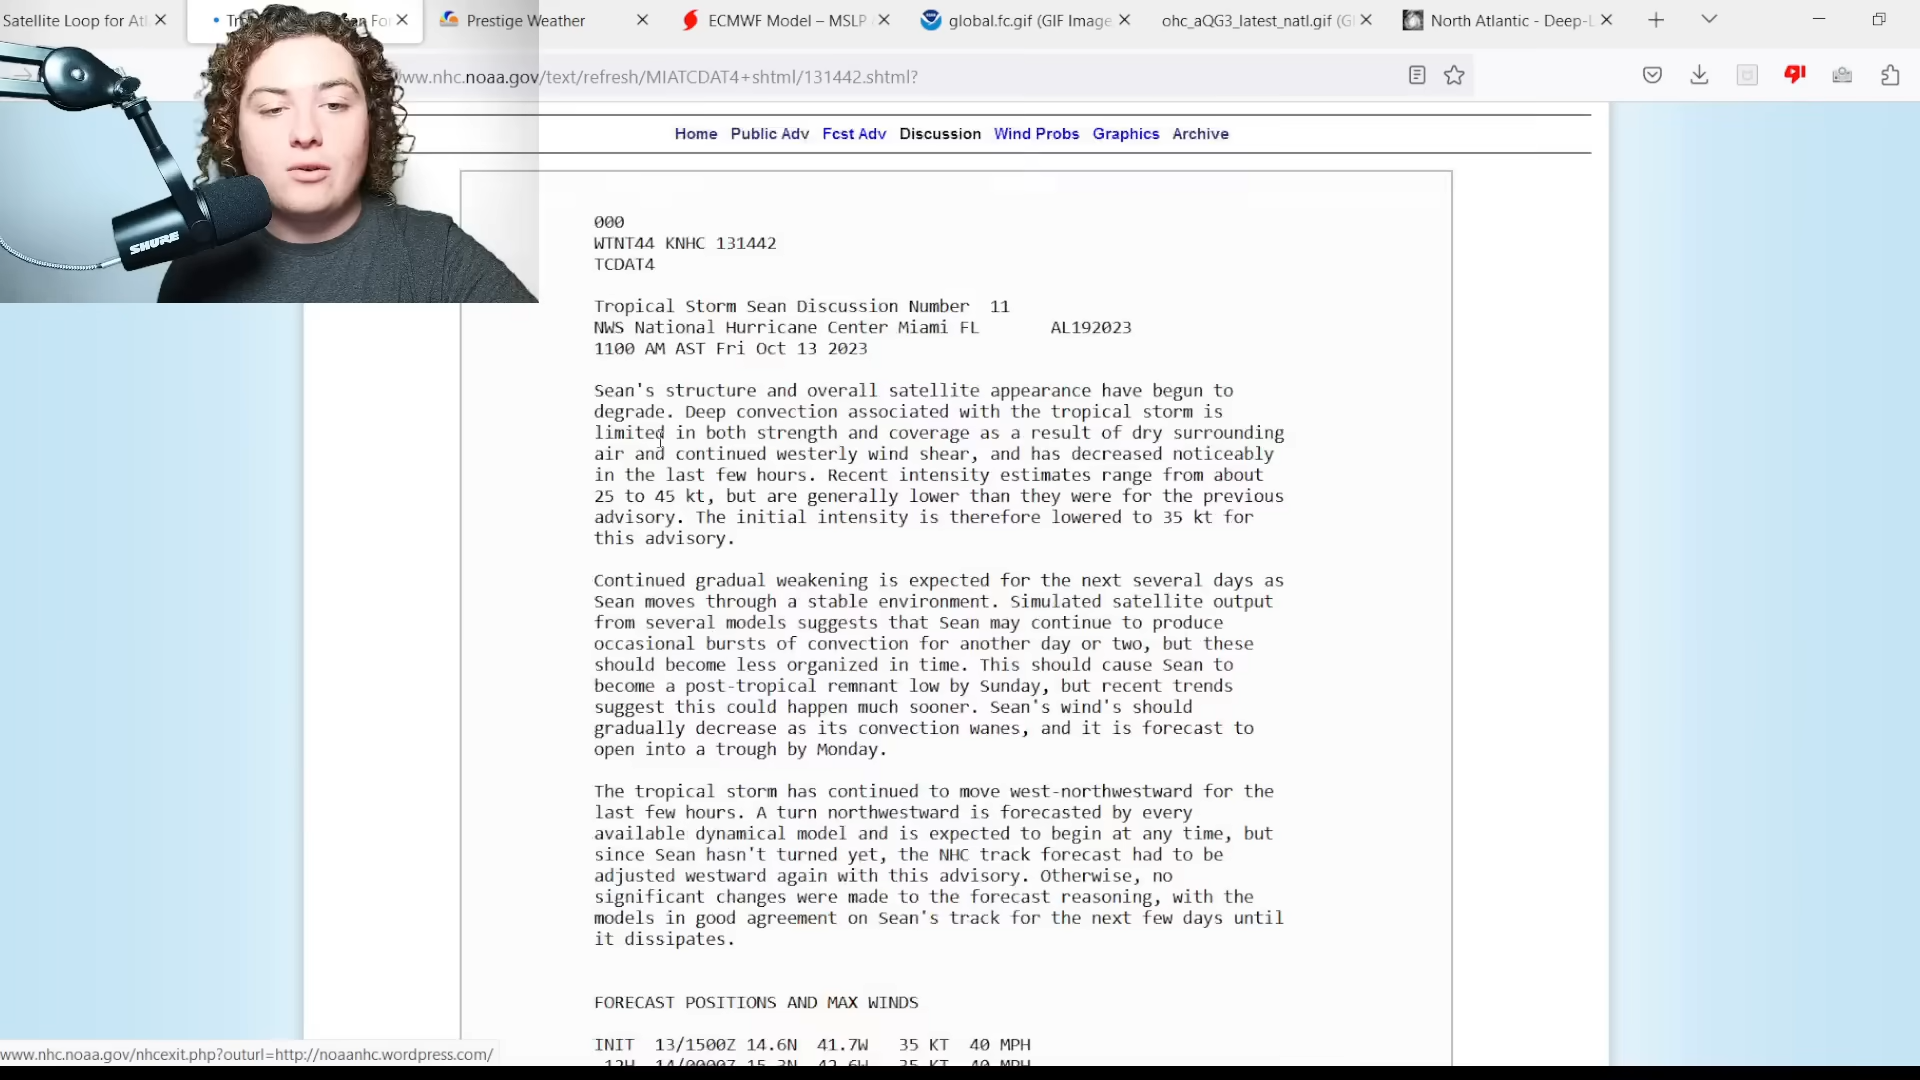 Satellite Loop for Atl
Prestige Weather
ECMWF Model – MSLP
global.fc.gif (GIF Image
ohc_aQG3_latest_natl.gif (G
North Atlantic - Deep-L
www.nhc.noaa.gov/text/refresh/MIATCDAT4+shtml/131442.shtml?
Home Public Adv Fcst Adv Discussion Wind Probs Graphics Archive
SHURE
000
WTNT44 KNHC 131442
TCDAT4
Tropical Storm Sean Discussion Number 11
NWS National Hurricane Center Miami FL AL192023
1100 AM AST Fri Oct 13 2023
Sean's structure and overall satellite appearance have begun to
degrade. Deep convection associated with the tropical storm is
limited in both strength and coverage as a result of dry surrounding
air and continued westerly wind shear, and has decreased noticeably
in the last few hours. Recent intensity estimates range from about
25 to 45 kt, but are generally lower than they were for the previous
advisory. The initial intensity is therefore lowered to 35 kt for
this advisory.
Continued gradual weakening is expected for the next several days as
Sean moves through a stable environment. Simulated satellite output
from several models suggests that Sean may continue to produce
occasional bursts of convection for another day or two, but these
should become less organized in time. This should cause Sean to
become a post-tropical remnant low by Sunday, but recent trends
suggest this could happen much sooner. Sean's wind's should
gradually decrease as its convection wanes, and it is forecast to
open into a trough by Monday.
The tropical storm has continued to move west-northwestward for the
last few hours. A turn northwestward is forecasted by every
available dynamical model and is expected to begin at any time, but
since Sean hasn't turned yet, the NHC track forecast had to be
adjusted westward again with this advisory. Otherwise, no
significant changes were made to the forecast reasoning, with the
models in good agreement on Sean's track for the next few days until
it dissipates.
FORECAST POSITIONS AND MAX WINDS
INIT 13/1500Z 14.6N 41.7W 35 KT 40 MPH
12H 14/0000Z 15.3N 42.6W 35 KT 40 MPH
www.nhc.noaa.gov/nhcexit.php?outurl=http://noaanhc.wordpress.com/